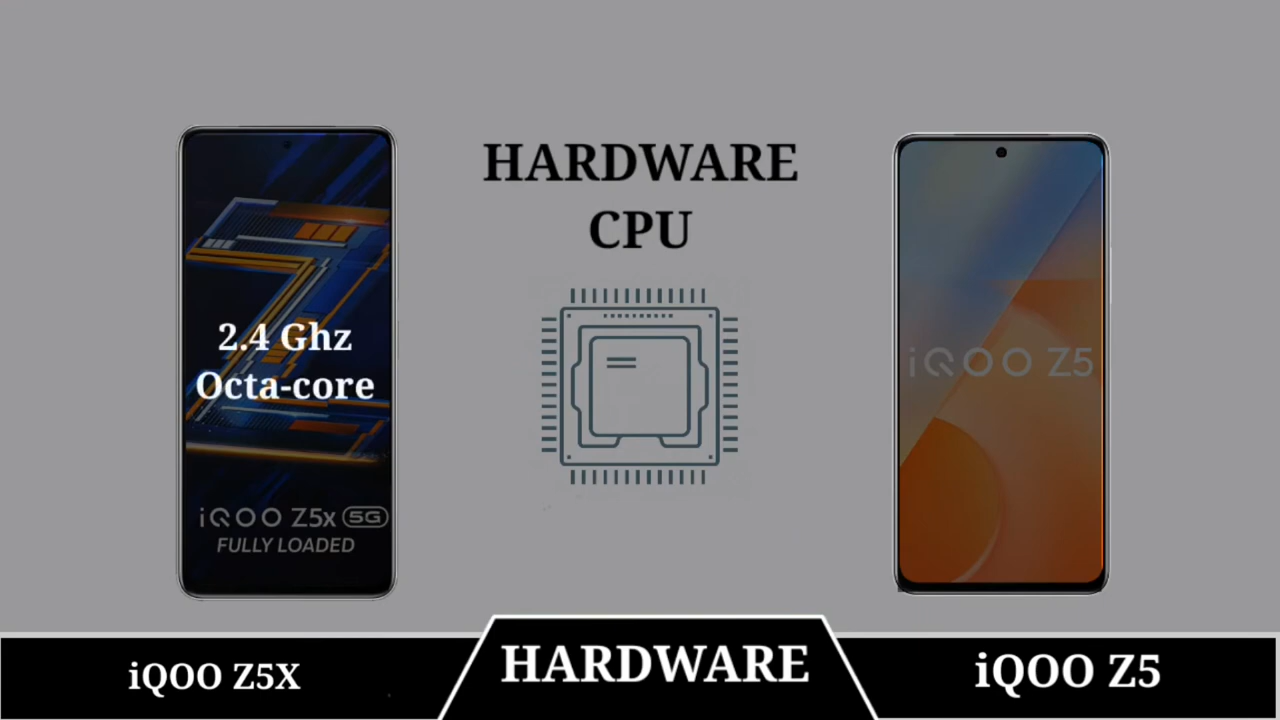 HARDWARE
CPU
2.4 Ghz
Octa-core
iQOO Z5x 5G
FULLY LOADED
iQOO Z5
iQOO Z5X
HARDWARE
iQOO Z5